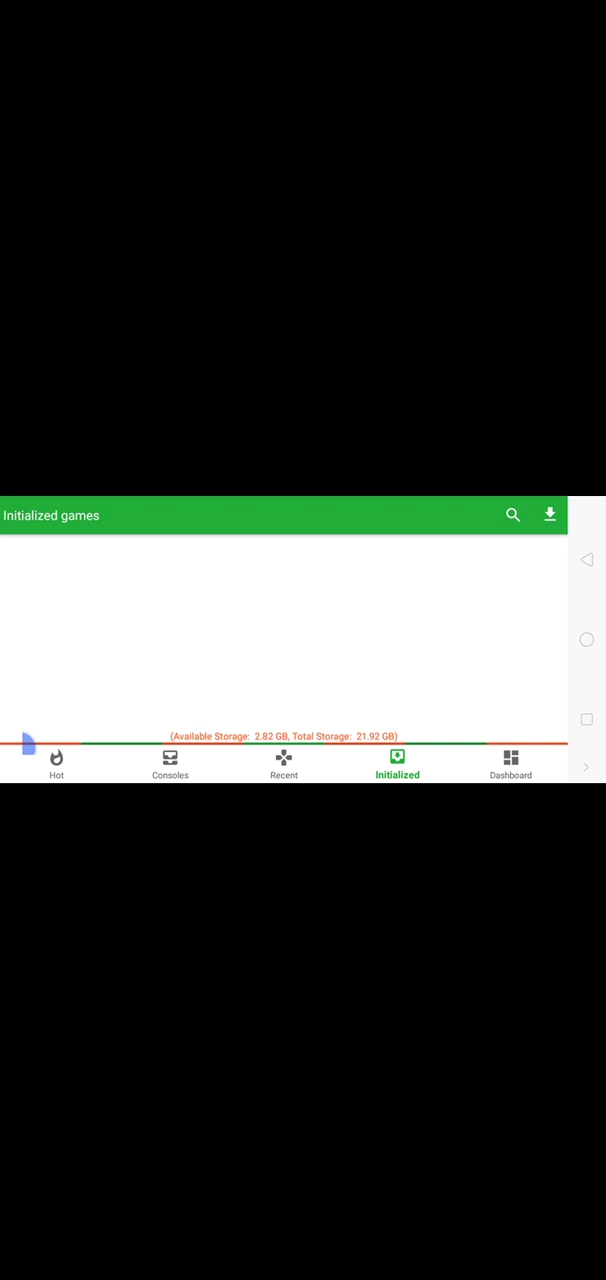 Initialized games
(Available Storage:  2.82 GB, Total Storage:  21.92 GB)
Hot
Consoles
Recent
Initialized
Dashboard